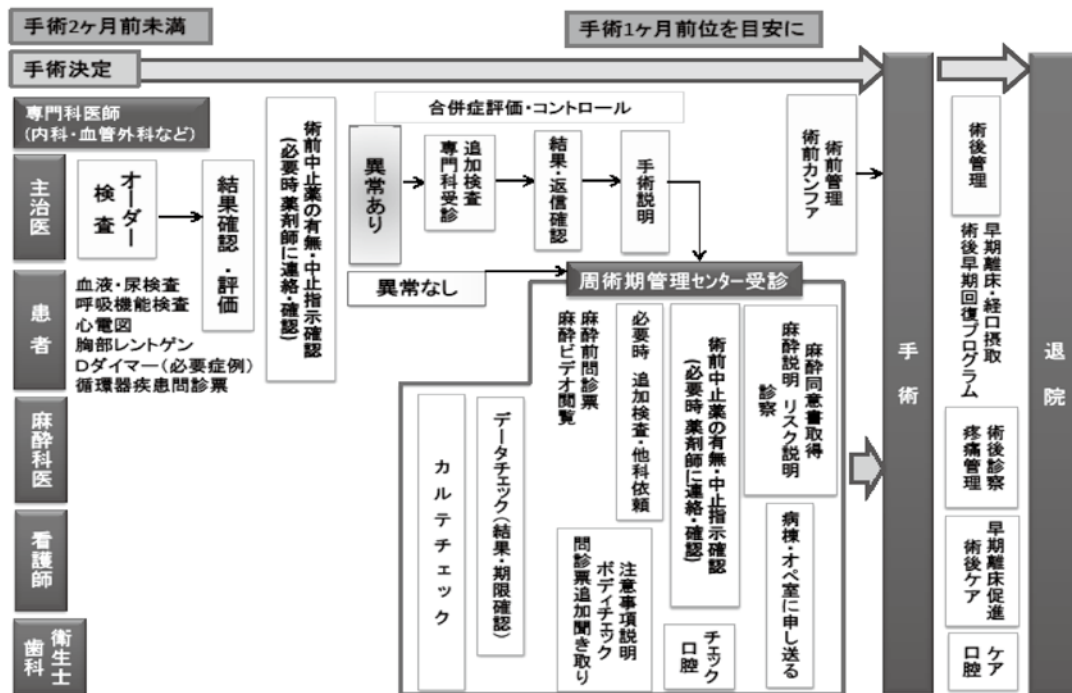 手術2ヶ月前未満
手術1ヶ月前位を目安に
手術決定
専門科医師
(内科・血管外科など)
主治医
患者
麻酔科医
看護師
歯科
衛生士
オーダー
検査
結果確認・評価
血液・尿検査
呼吸機能検査
心電図
胸部レントゲン
Dダイマー(必要症例)
循環器疾患問診票
術前中止薬の有無・中止指示確認
(必要時 薬剤師に連絡・確認)
合併症評価・コントロール
異常あり
追加検査
専門科受診
結果・返信確認
手術説明
術前管理
術前カンファ
異常なし
周術期管理センター受診
カルテチェック
データチェック(結果・期限確認)
麻酔前問診票
麻酔ビデオ閲覧
必要時 追加検査・他科依頼
術前中止薬の有無・中止指示確認
(必要時 薬剤師に連絡・確認)
麻酔同意書取得
麻酔説明 リスク説明
診察
注意事項説明
ボディチェック
問診票追加聞き取り
チェック
口腔
病棟・オペ室に申し送る
手術
術後管理
早期離床・経口摂取
術後早期回復プログラム
術後診察
疼痛管理
早期離床促進
術後ケア
ケア
口腔
退院